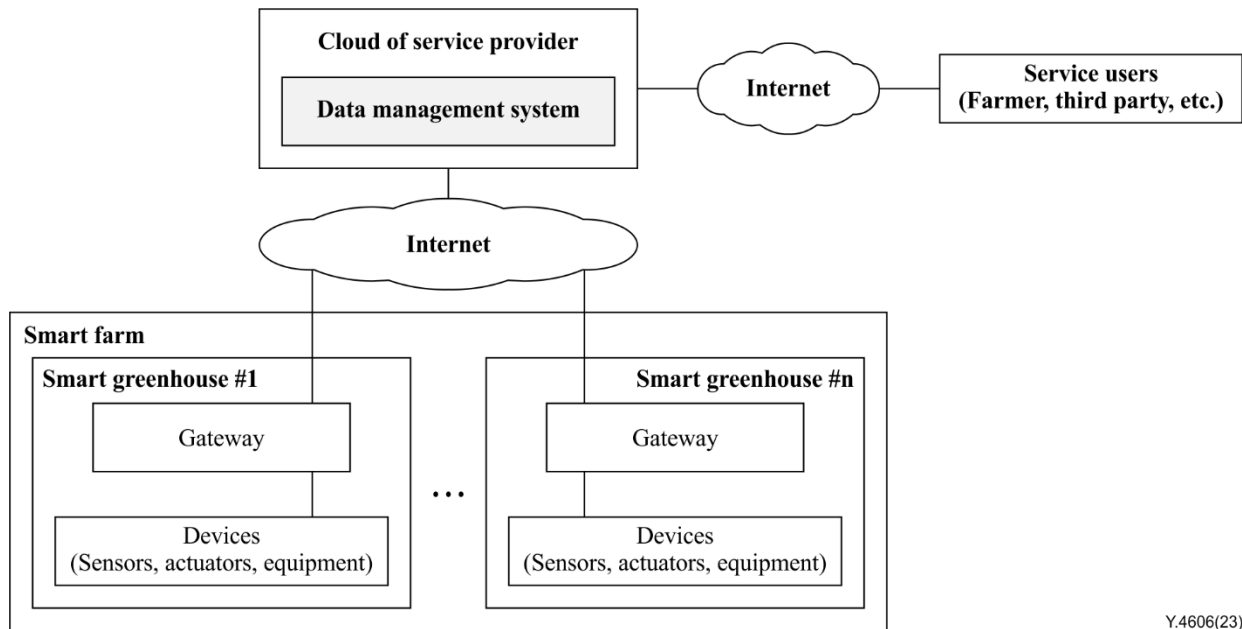 Cloud of service provider
Data management system
Internet
Service users
(Farmer, third party, etc.)
Internet
Smart farm
Smart greenhouse #1
Gateway
Devices
(Sensors, actuators, equipment)
...
Smart greenhouse #n
Gateway
Devices
(Sensors, actuators, equipment)
Y.4606(23)